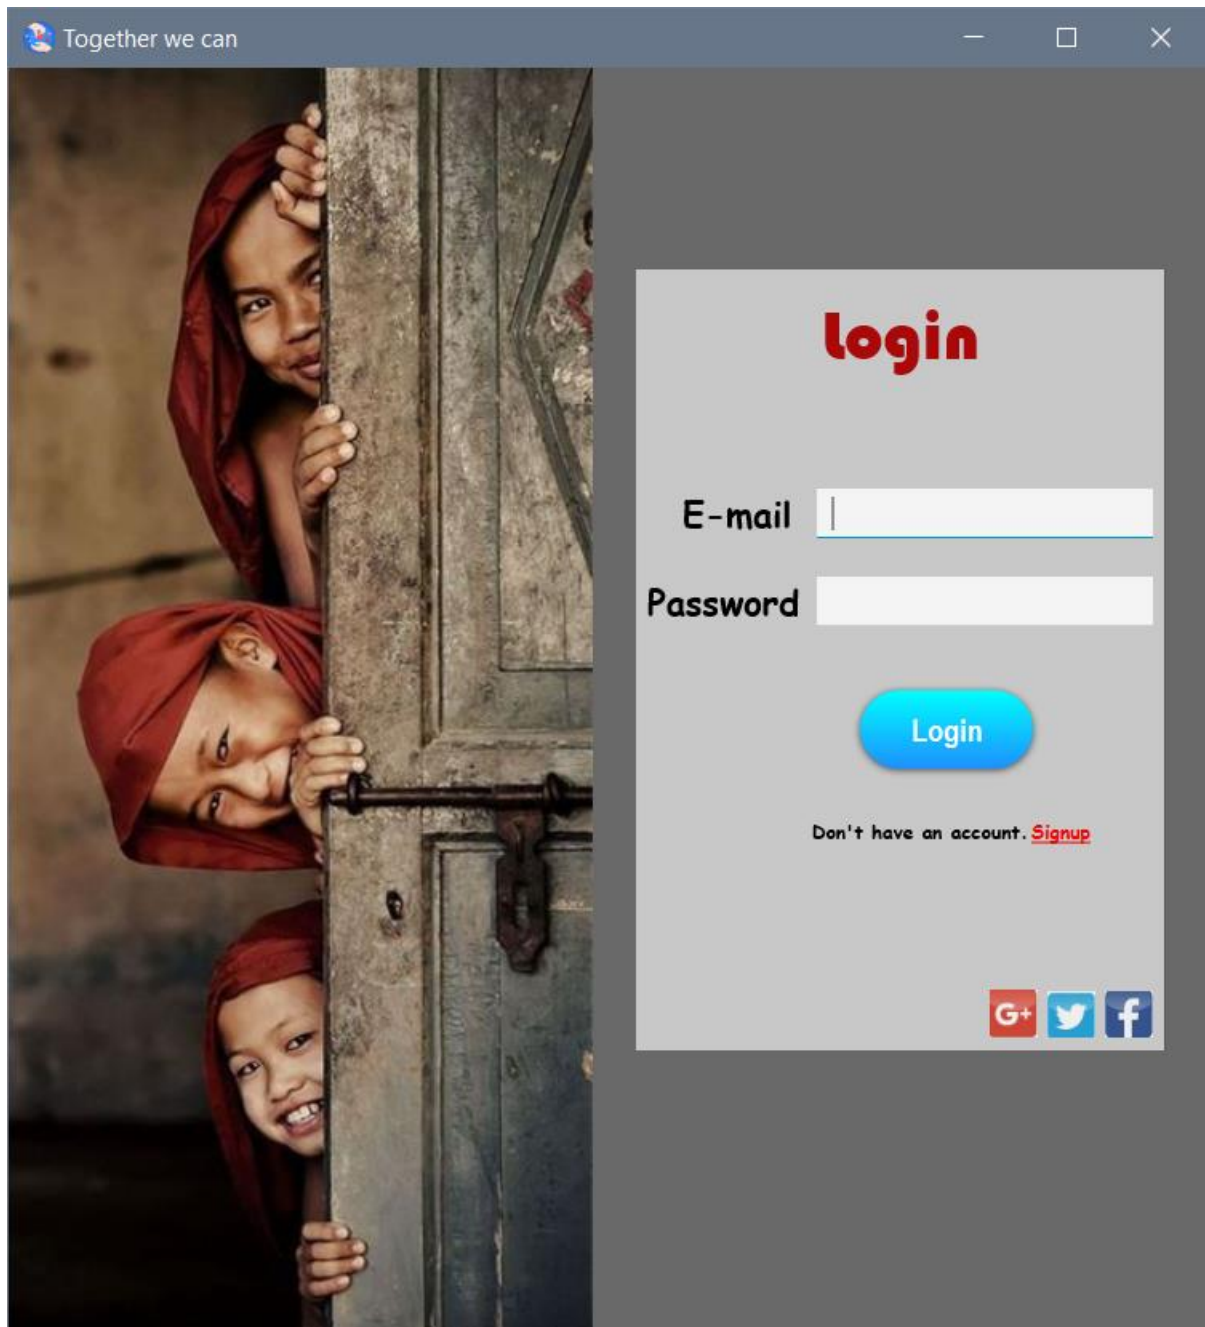 Together we can
Login
E-mail
Password
Login
Don't have an account. Signup
G+
f